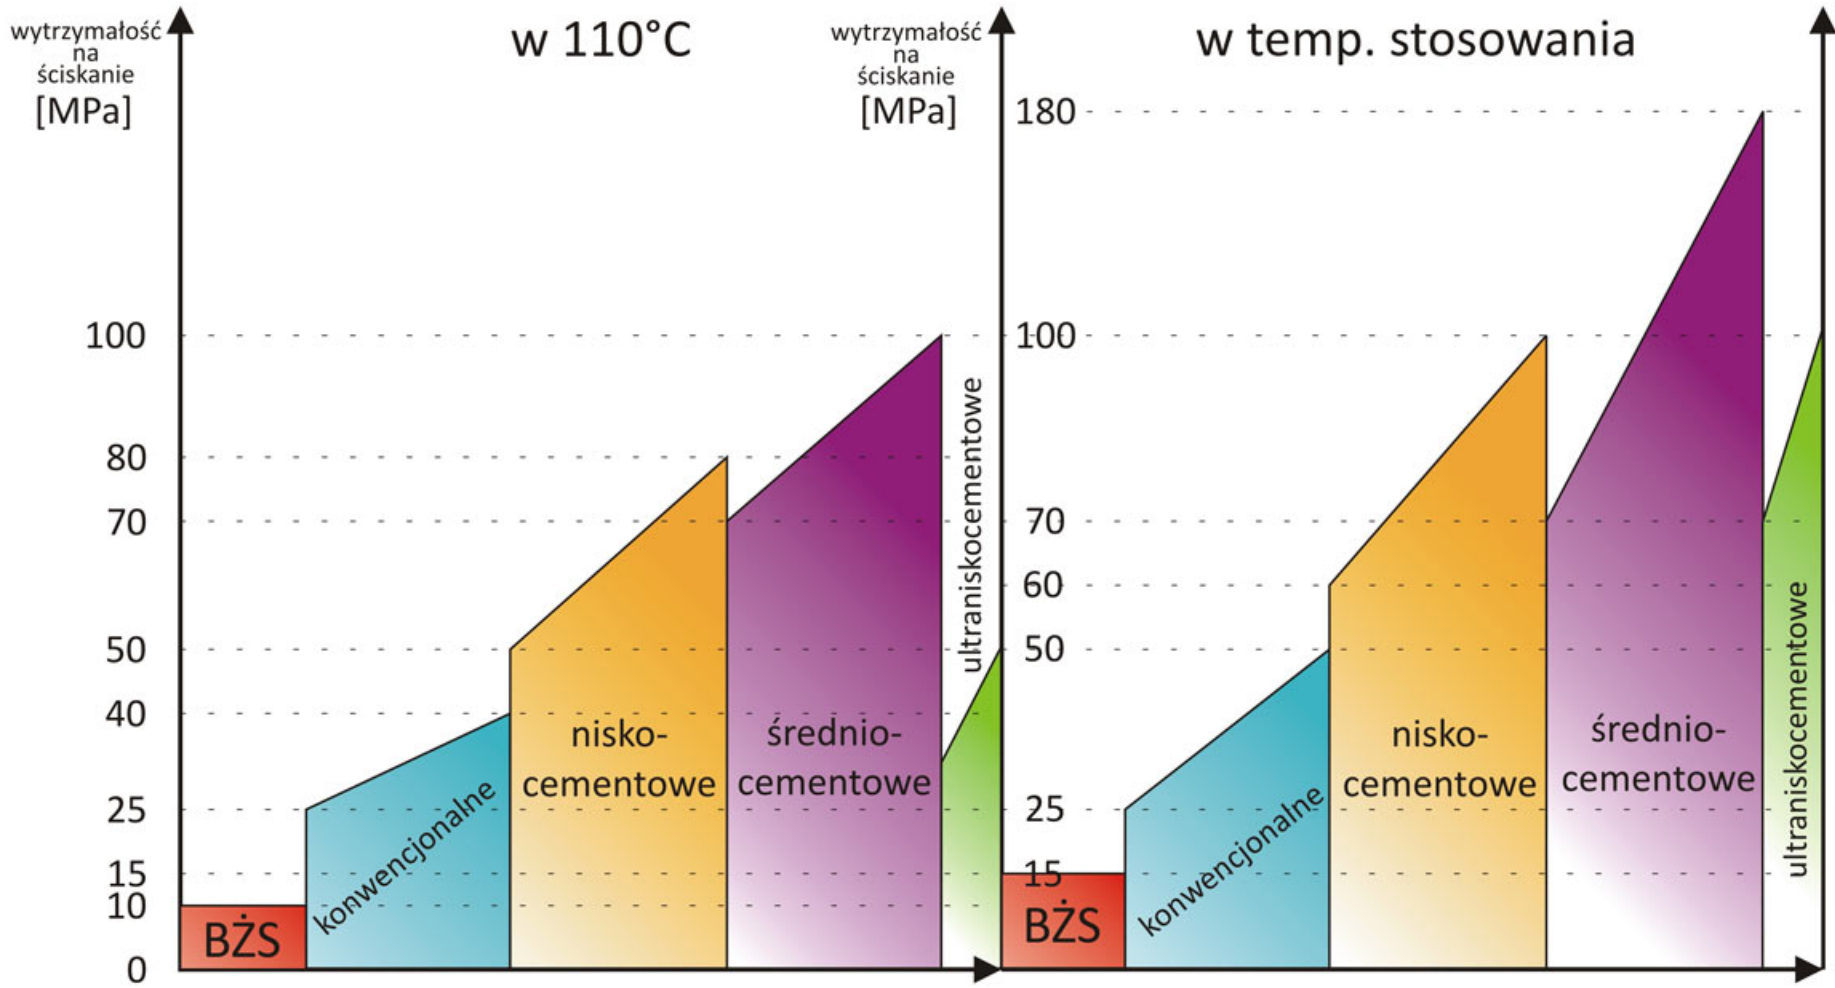 wytrzymałość
na
ściskanie
[MPa]
w 110°C
100
80
70
50
40
25
15
10
0
BŻS
konwencjonalne
nisko-
cementowe
średnio-
cementowe
ultraniskocementowe
wytrzymałość
na
ściskanie
[MPa]
w temp. stosowania
180
100
70
60
50
25
15
BŻS
konwencjonalne
nisko-
cementowe
średnio-
cementowe
ultraniskocementowe